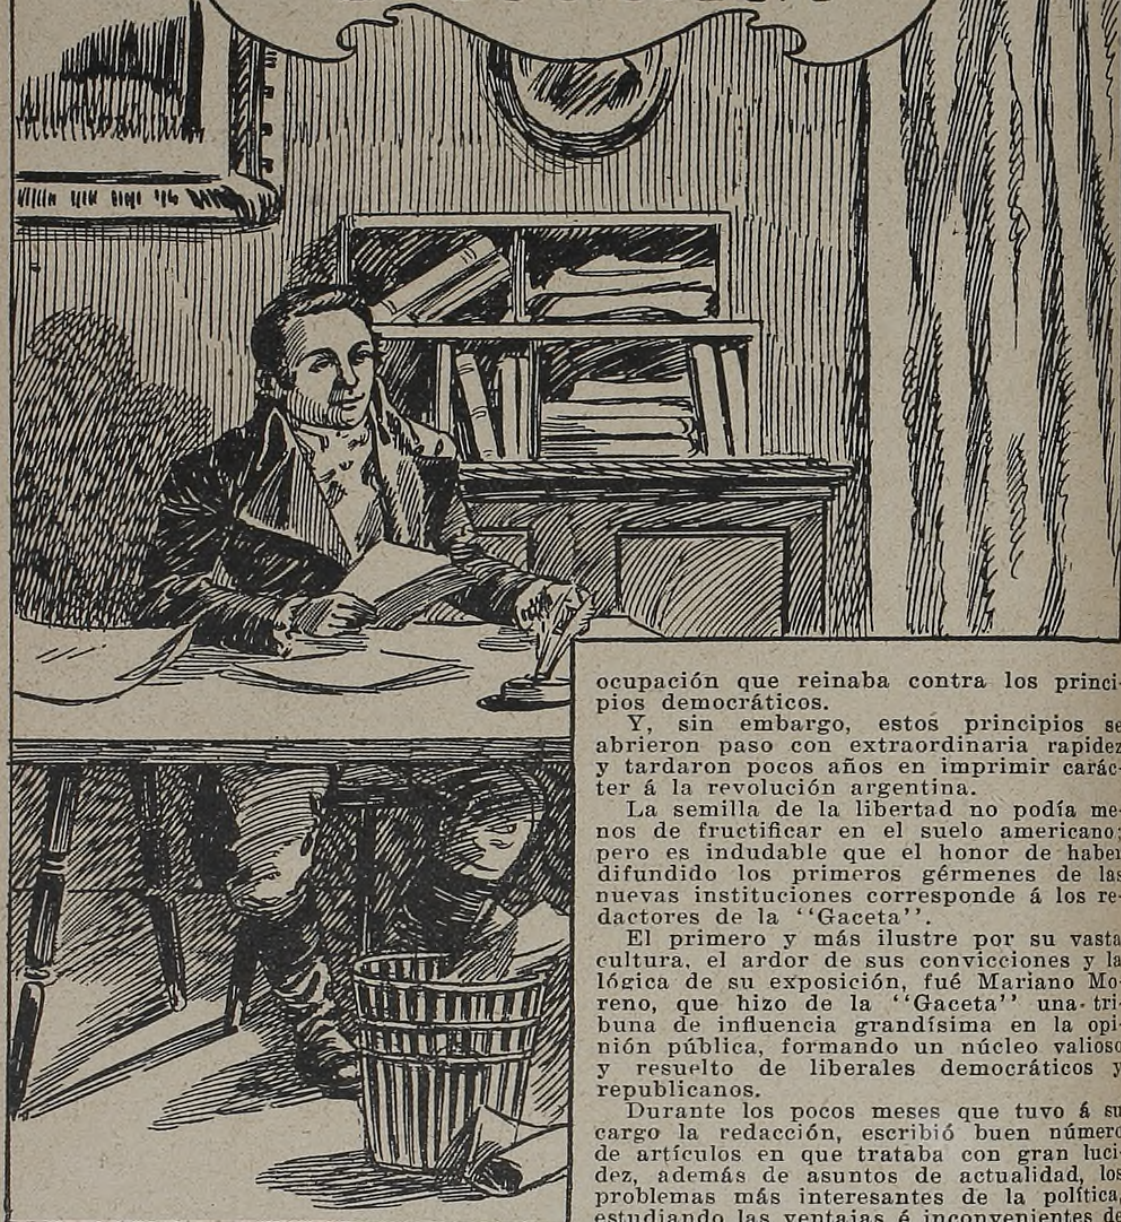 ocupación que reinaba contra los princi-
pios democráticos.
Y, sin embargo, estos principios se
abrieron paso con extraordinaria rapidez
y tardaron pocos años en imprimir carác-
ter á la revolución argentina.
La semilla de la libertad no podía me-
nos de fructificar en el suelo americano;
pero es indudable que el honor de haber
difundido los primeros gérmenes de las
nuevas instituciones corresponde á los re-
dactores de la ‘‘Gaceta’’.
El primero y más ilustre por su vasta
cultura, el ardor de sus convicciones y la
lógica de su exposición, fué Mariano Mo-
reno, que hizo de la ‘‘Gaceta’’ una tri-
buna de influencia grandísima en la opi-
nión pública, formando un núcleo valioso
y resuelto de liberales democráticos y
republicanos.
Durante los pocos meses que tuvo á su
cargo la redacción, escribió buen número
de artículos en que trataba con gran luci-
dez, además de asuntos de actualidad, los
problemas más interesantes de la política,
estudiando las ventajas é inconvenientes de